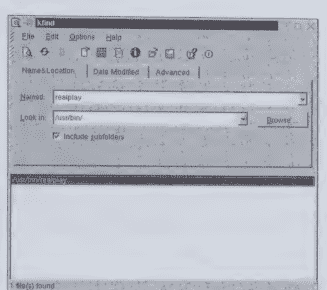 kfind
File Edit Options Help
Name&Location Date Modified Advanced
Named: realplay
Look in: /usr/bin/ Browse...
Include subfolders
/usr/bin/realplay
1 file(s) found